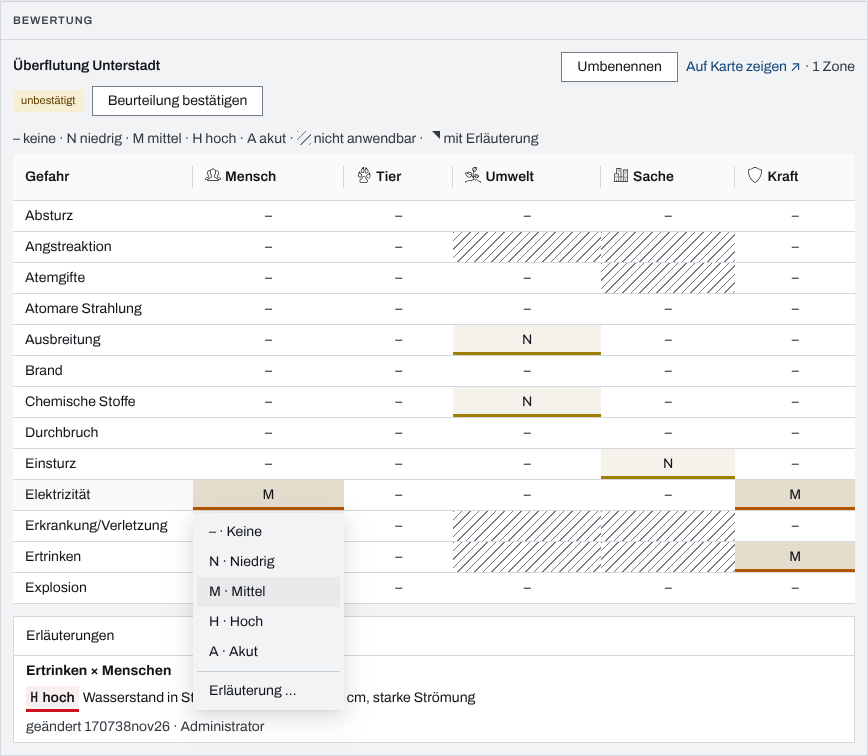 BEWERTUNG
Überflutung Unterstadt
Umbenennen
Auf Karte zeigen ↗ · 1 Zone
unbestätigt
Beurteilung bestätigen
– keine · N niedrig · M mittel · H hoch · A akut · nicht anwendbar · mit Erläuterung
Gefahr Mensch Tier Umwelt Sache Kraft
Absturz – – – – –
Angstreaktion – – –
Atemgifte – – – –
Atomare Strahlung – – – – –
Ausbreitung – – N – –
Brand – – – – –
Chemische Stoffe – – N – –
Durchbruch – – – – –
Einsturz – – – N –
Elektrizität M – – – M
Erkrankung/Verletzung – –
Ertrinken – M
Explosion – – – –
– · Keine
N · Niedrig
M · Mittel
H · Hoch
A · Akut
Erläuterung ...
Erläuterungen
Ertrinken × Menschen
H hoch Wasserstand in cm, starke Strömung
geändert 170738nov26 · Administrator